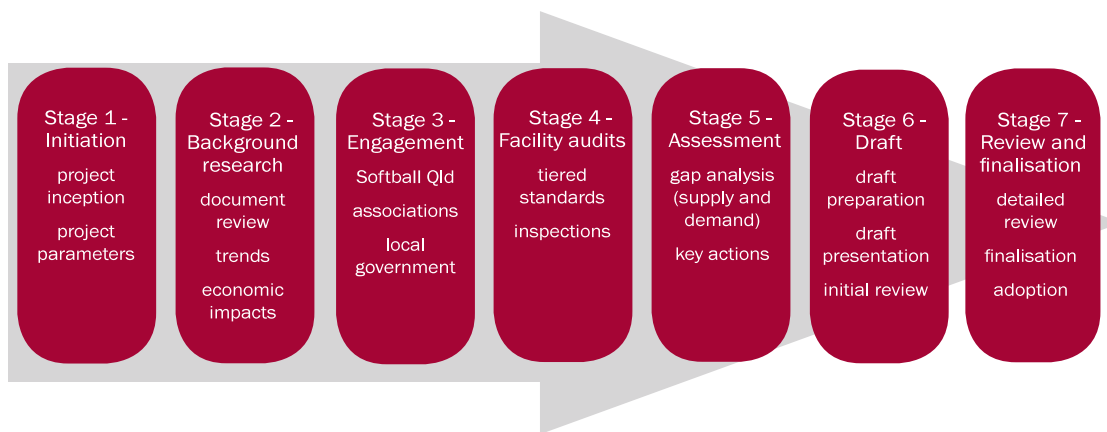 Stage 1 -
Initiation
project
inception
project
parameters
Stage 2 -
Background
research
document
review
trends
economic
impacts
Stage 3 -
Engagement
Softball Qld
associations
local
government
Stage 4 -
Facility audits
tiered
standards
inspections
Stage 5 -
Assessment
gap analysis
(supply and
demand)
key actions
Stage 6 -
Draft
draft
preparation
draft
presentation
initial review
Stage 7 -
Review and
finalisation
detailed
review
finalisation
adoption